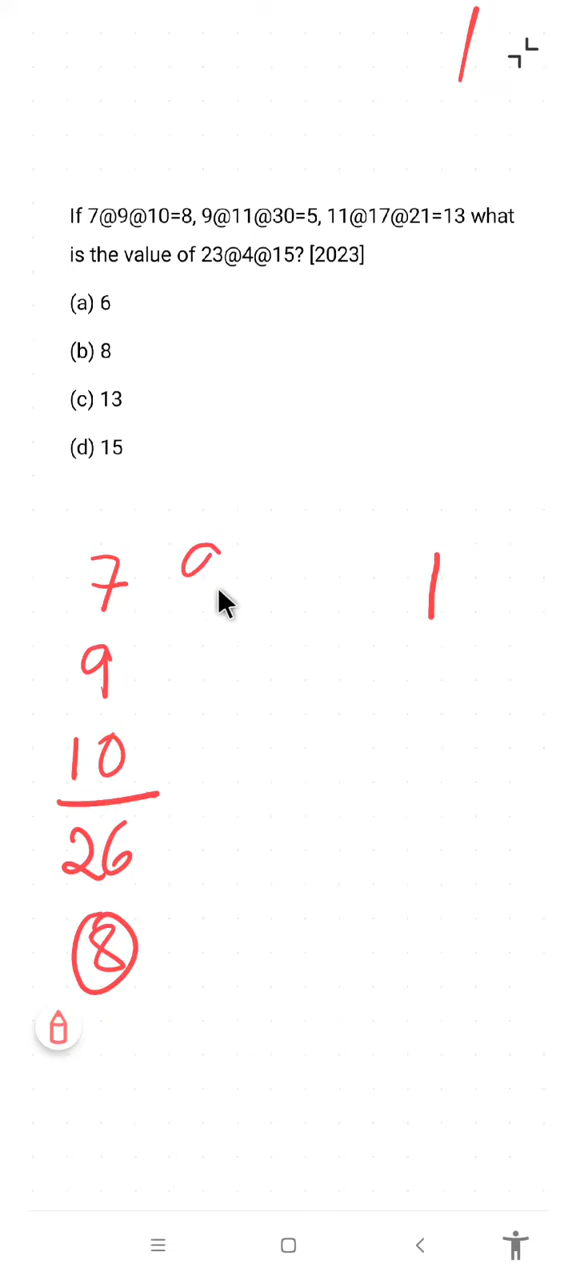 If 7@9@10=8, 9@11@30=5, 11@17@21=13 what
is the value of 23@4@15? [2023]
(a) 6
(b) 8
(c) 13
(d) 15
7
9
10
26
8